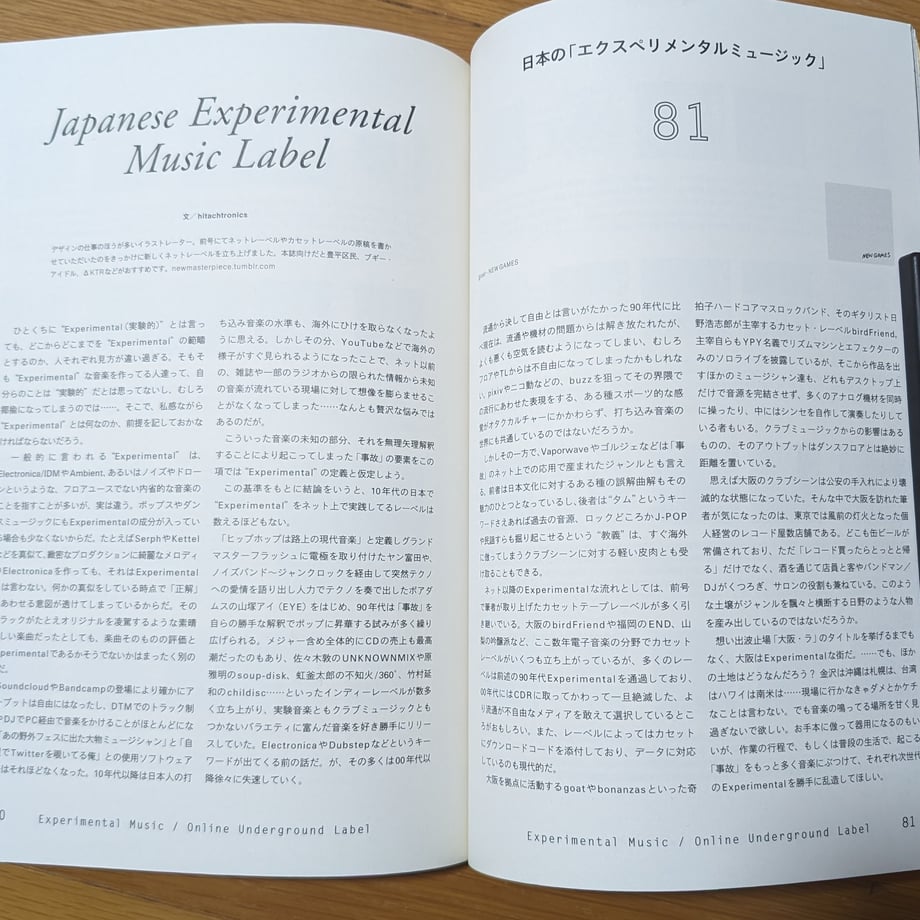 Japanese Experimental
Music Label
文／hitachtronics
デザインの仕事のほうが多いイラストレーター。前号にてネットレーベルやカセットレーベルの原稿を書か
せていただいたのをきっかけに新しくネットレーベルを立ち上げました。本誌向けだと豊平区民、ブギー・
アイドル、ΔKTRなどがおすすめです。newmasterpiece.tumblr.com
ひとくちに“Experimental（実験的）”とは言っ
ても、どこからどこまでを“Experimental”の範疇
とするのか、人それぞれ見方が違い過ぎる。そもそ
も“Experimental”な音楽を作ってる人達って、自
分らのことは“実験的”だとは思ってないし、むしろ
揶揄になってしまうのでは……。そこで、私感ながら
“Experimental”とは何なのか、前提を記しておかな
ければならないだろう。
一般的に言われる“Experimental”は、
Electronica/IDMやAmbient、あるいはノイズやドロー
ンというような、フロアユースでない内省的な音楽の
ことを指すことが多いが、実は違う。ポップスやダン
スミュージックにもExperimentalの成分が入ってい
る場合も少なくないからだ。たとえばSerphやKettel
などを真似て、緻密なプロダクションに綺麗なメロディ
のElectronicaを作っても、それはExperimental
とは言わない。何かの真似をしている時点で「正解」
にあわせる意図が透けてしまっているからだ。その
トラックがたとえオリジナルを凌駕するような素晴
らしい楽曲だったとしても、楽曲そのものの評価と
Experimentalであるかそうでないかはまったく別の
だ。
SoundcloudやBandcampの登場により確かにア
トプットは自由にはなったし、DTMでのトラック制
やDJでPC経由で音楽をかけることがほとんどにな
「あの野外フェスに出た大物ミュージシャン」と「自
室でTwitterを覗いてる俺」との使用ソフトウェア
はそれほどなくなった。10年代以降は日本人の打
ち込み音楽の水準も、海外にひけを取らなくなったよ
うに思える。しかしその分、YouTubeなどで海外の
様子がすぐ見られるようになったことで、ネット以前
の、雑誌や一部のラジオからの限られた情報から未知
の音楽が流れている現場に対して想像を膨らませるこ
とがなくなてしまった……なんとも贅沢な悩みでは
あるのだが。
こういった音楽の未知の部分、それを無理矢理解釈
することにより起こってしまった「事故」の要素をこの
項では“Experimental”の定義と仮定しよう。
この基準をもとに結論をいうと、10年代の日本で
“Experimental”をネット上で実践してるレーベルは
数えるほどもない。
「ヒップホップは路上の現代音楽」と定義しグランド
マスターフラッシュに電極を取り付けたヤン富田や、
ノイズバンド〜ジャンクロックを経由して突然テクノ
への愛情を語り出し人力でテクノを奏で出したボアダ
ムスの山塚アイ（EYE）をはじめ、90年代は「事故」を
自らの勝手な解釈でポップに昇華する試みが多く繰り
広げられる。メジャー含め全体的にCDの売上も最高
潮だったのもあり、佐々木敦のUNKNOWNMIXや原
雅明のsoup-disk、虹釜太郎の不知火/360°、竹村延
和のchildisc……といったインディーレーベルが数多
く立ち上がり、実験音楽ともクラブミュージックとも
つかないバラエティに富んだ音楽を好き勝手にリリー
スしていた。ElectronicaやDubstepなどというキー
ワードが出てくる前の話だ。が、その多くは00年代以
降徐々に失速していく。
Experimental Music / Online Underground Label
日本の「エクスペリメンタルミュージック」
81
NEW GAMES
goat- NEW GAMES
流通から決して自由とは言いがたかった90年代に比
べ現在は、流通や機材の問題からは解き放たれたが、
よくも悪くも空気を読むようになってしまい、むしろ
フロアやTLからは不自由になってしまったかもしれな
い。pixivやニコ動などの、buzzを狙ってその界隈で
の流行にあわせた表現をする、ある種スポーツ的な感
覚がオタクカルチャーにかかわらず、打ち込み音楽の
世界にも共通しているのではないだろうか。
しかしその一方で、Vaporwaveやゴルジェなどは「事
故」のネット上での応用で産まれたジャンルとも言え
る。前者は日本文化に対するある種の誤解曲解もその
魅力のひとつとなっているし、後者は“タム”というキー
ワードさえあれば過去の音源、ロックどころかJ-POP
や民謡すらも掘り起こせるという“教義”は、すぐ海外
に倣ってしまうクラブシーンに対する軽い皮肉とも受
け取ることもできる。
ネット以降のExperimentalな流れとしては、前号
で筆者が取り上げたカセットテープレーベルが多く引
き継いでいる。大阪のbirdFriendや福岡のEND、山
梨の吟醸派など、ここ数年電子音楽の分野でカセット
レーベルがいくつも立ち上がっているが、多くのレー
ベルは前述の90年代Experimentalを通過しており、
00年代にはCDRに取ってかわって一旦絶滅した、よ
り流通が不自由なメディアを敢えて選択しているとこ
ろがおもしろい。また、レーベルによってはカセット
にダウンロードコードを添付しており、データに対応
しているのも現代的だ。
大阪を拠点に活動するgoatやbonanzasといった奇
拍子ハードコアマスロックバンド、そのギタリスト日
野浩志郎が主宰するカセット・レーベルbirdFriend。
主宰自らもYPY名義でリズムマシンとエフェクターの
みのソロライブを披露しているが、そこから作品を出
すほかのミュージシャン達も、どれもデスクトップ上
だけで音源を完結させず、多くのアナログ機材を同時
に操ったり、中にはシンセを自作して演奏たりして
いる者もいる。クラブミュージックからの影響はある
ものの、そのアウトプットはダンスフロアとは絶妙に
距離を置いている。
思えば大阪のクラブシーンは公安の手入れにより壊
滅的な状態になっていた。そんな中で大阪を訪れた筆
者が気になったのは、東京では風前の灯火となった個
人経営のレコード屋数店舗である。どこも缶ビールが
常備されており、ただ「レコード買ったらとっとと帰
る」だけでなく、酒を通じて店員と客やバンドマン／
DJがくつろぎ、サロンの役割も兼ねている。このよう
な土壌がジャンルを飄々と横断する日野のような人物
を産み出しているのではないだろうか。
想い出波止場「大阪・ラ」のタイトルを挙げるまでも
なく、大阪はExperimentalな街だ。……でも、ほか
の土地はどうなんだろう？ 金沢は沖縄は札幌は、台湾
はハワイは南米は……現場に行かなきゃダメとかケチ
なことは言わない。でも音楽の鳴ってる場所を甘く見
過ぎないで欲しい。お手本に倣って器用になるのもい
いが、作業の行程で、もしくは普段の生活で、起こる
「事故」をもっと多く音楽にぶつけて、それぞれ次世代
のExperimentalを勝手に乱造してほしい。
Experimental Music / Online Underground Label
81